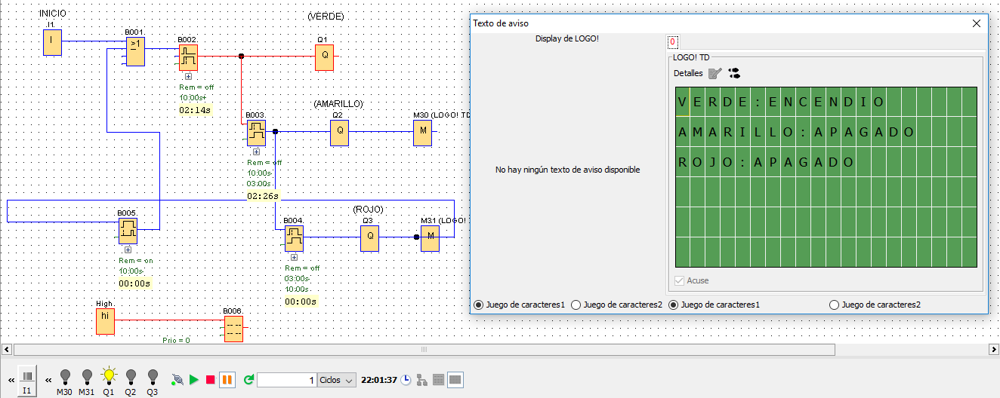 INICIO
I1
I
B001
≥1
B002
Rem = off
10:00s+
02:14s
(VERDE)
Q1
Q
B003
Rem = off
10:00s-
03:00s
02:26s
(AMARILLO)
Q2
Q
M30 (LOGO! TD
M
B005
Rem = on
10:00s-
00:00s
B004
Rem = off
03:00s-
10:00s
00:00s
(ROJO)
Q3
Q
M31 (LOGO! T
M
High
hi
B006
Prio = 0
Texto de aviso
Display de LOGO!
No hay ningún texto de aviso disponible
0
LOGO! TD
Detalles
VERDE:ENCENDIO
AMARILLO:APAGADO
ROJO:APAGADO
Acuse
Juego de caracteres1
Juego de caracteres2
Juego de caracteres1
Juego de caracteres2
«
I1
«
M30
M31
Q1
Q2
Q3
1
Ciclos
22:01:37